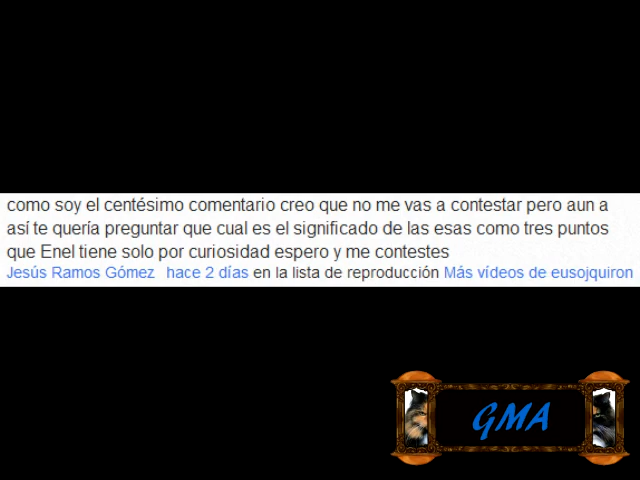 como soy el centésimo comentario creo que no me vas a contestar pero aun a
así te quería preguntar que cual es el significado de las esas como tres puntos
que Enel tiene solo por curiosidad espero y me contestes
Jesús Ramos Gómez hace 2 días en la lista de reproducción Más vídeos de eusojquiron
GMA